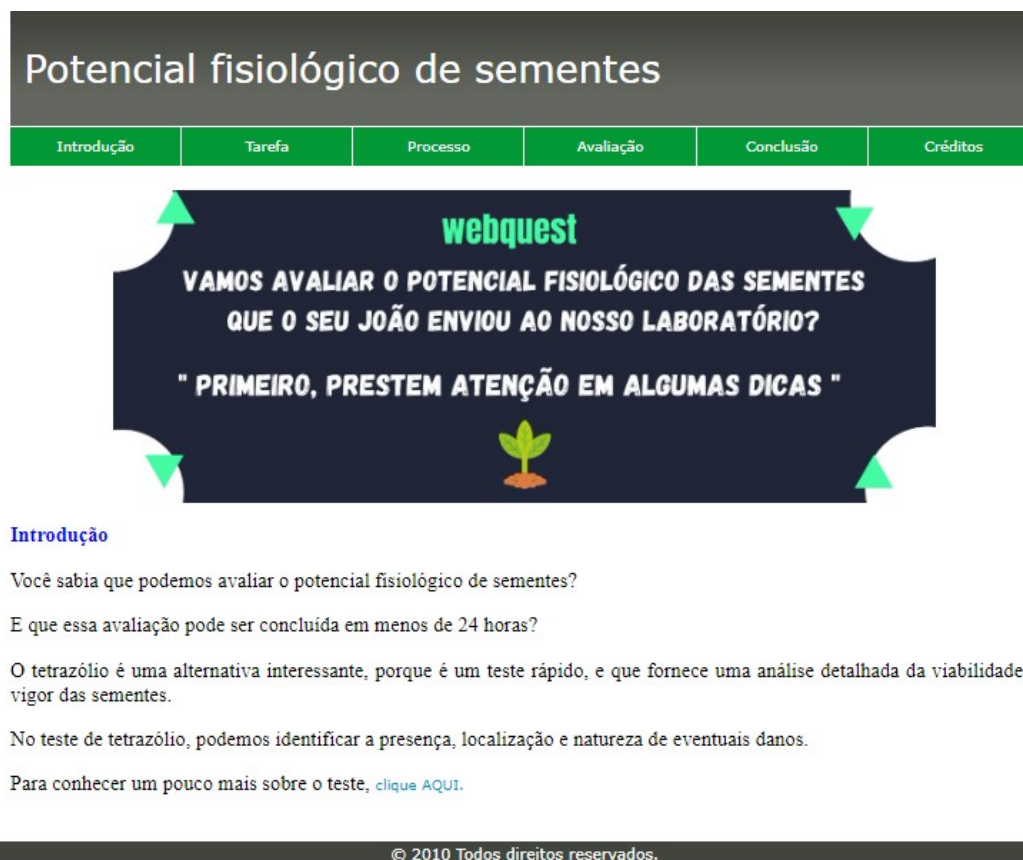 Potencial fisiológico de sementes
Introdução Tarefa Processo Avaliação Conclusão Créditos
webquest
VAMOS AVALIAR O POTENCIAL FISIOLÓGICO DAS SEMENTES
QUE O SEU JOÃO ENVIOU AO NOSSO LABORATÓRIO?
" PRIMEIRO, PRESTEM ATENÇÃO EM ALGUMAS DICAS "
Introdução
Você sabia que podemos avaliar o potencial fisiológico de sementes?
E que essa avaliação pode ser concluída em menos de 24 horas?
O tetrazólio é uma alternativa interessante, porque é um teste rápido, e que fornece uma análise detalhada da viabilidade
vigor das sementes.
No teste de tetrazólio, podemos identificar a presença, localização e natureza de eventuais danos.
Para conhecer um pouco mais sobre o teste, clique AQUI.
© 2010 Todos direitos reservados.